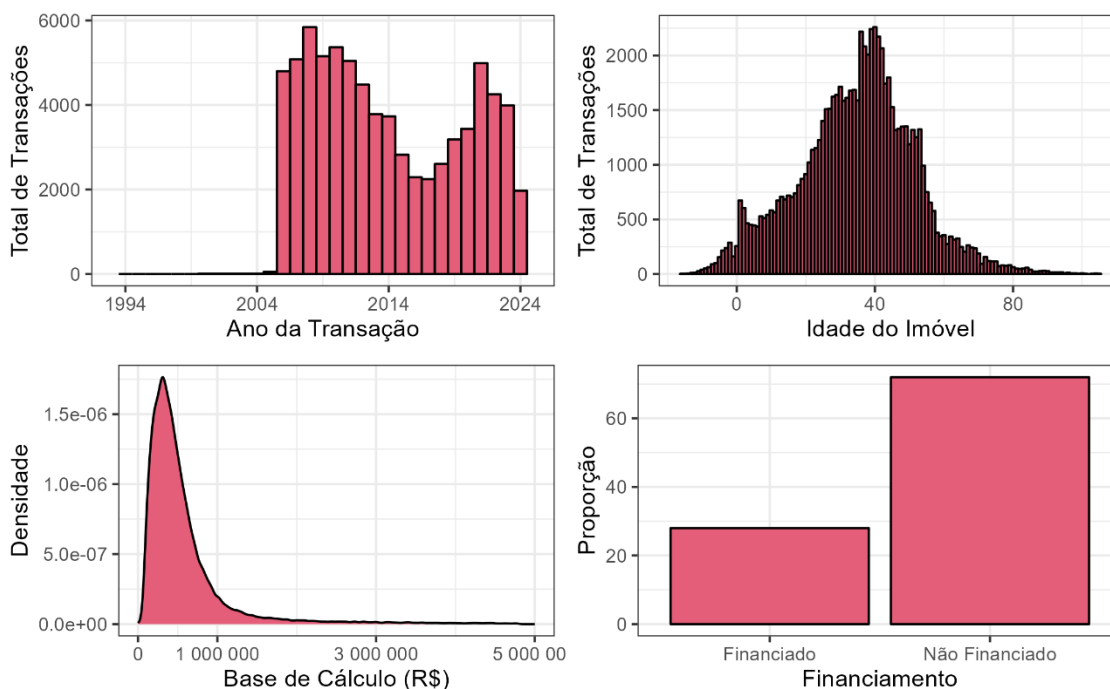 Total de Transações
6000
4000
2000
0
1994
2004
2014
2024
Ano da Transação
Total de Transações
2000
1500
1000
500
0
0
40
80
Idade do Imóvel
Densidade
1.5e-06
1.0e-06
5.0e-07
0.0e+00
0
1 000 000
3 000 000
5 000 00
Base de Cálculo (R$)
Proporção
60
40
20
0
Financiado
Não Financiado
Financiamento